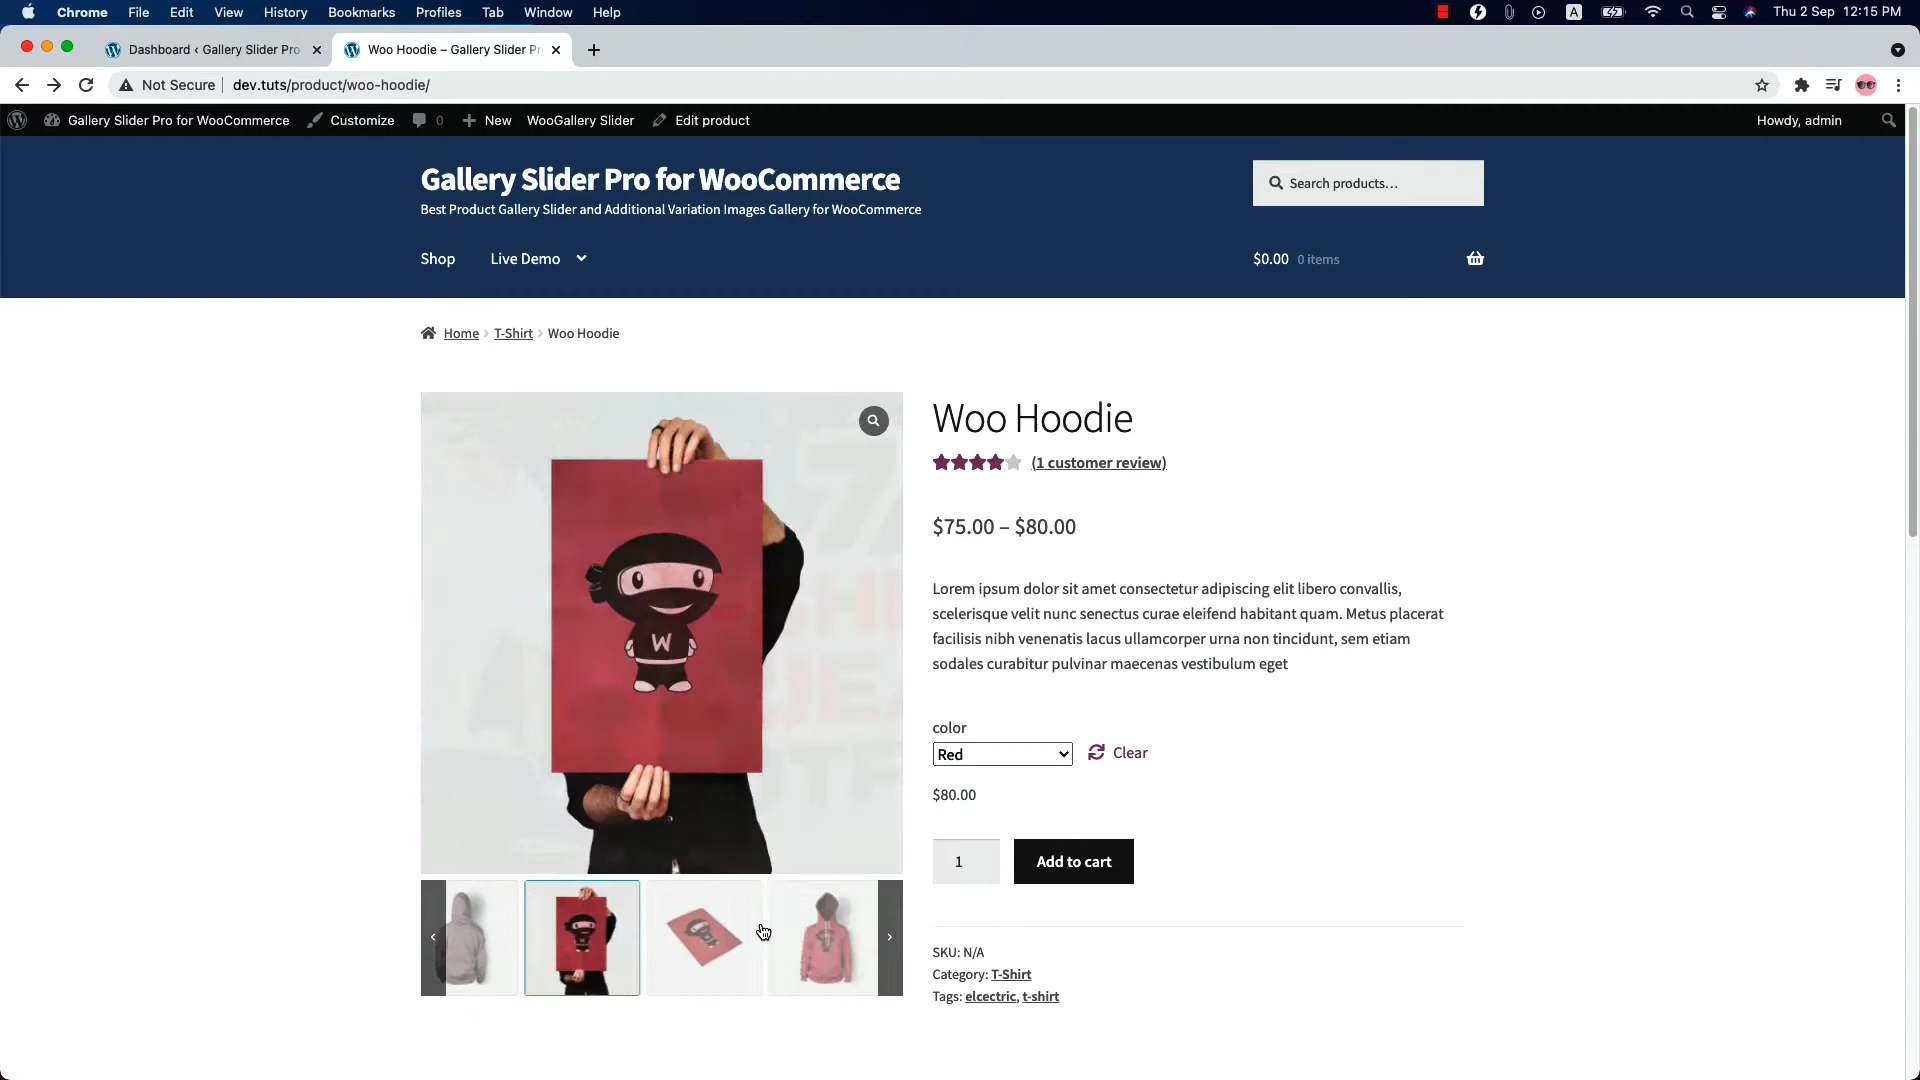 Chrome File Edit View History Bookmarks Profiles Tab Window Help
A Thu 2 Sep 12:15 PM
Dashboard ‹ Gallery Slider Pro
Woo Hoodie – Gallery Slider Pr
Not Secure dev.tuts/product/woo-hoodie/
Gallery Slider Pro for WooCommerce Customize 0 New WooGallery Slider Edit product Howdy, admin
Gallery Slider Pro for WooCommerce
Best Product Gallery Slider and Additional Variation Images Gallery for WooCommerce
Search products…
Shop Live Demo
$0.00 0 items
Home › T-Shirt › Woo Hoodie
W
Woo Hoodie
(1 customer review)
$75.00 – $80.00
Lorem ipsum dolor sit amet consectetur adipiscing elit libero convallis,
scelerisque velit nunc senectus curae eleifend habitant quam. Metus placerat
facilisis nibh venenatis lacus ullamcorper urna non tincidunt, sem etiam
sodales curabitur pulvinar maecenas vestibulum eget
color
Red Clear
$80.00
1 Add to cart
SKU: N/A
Category: T-Shirt
Tags: elcectric, t-shirt